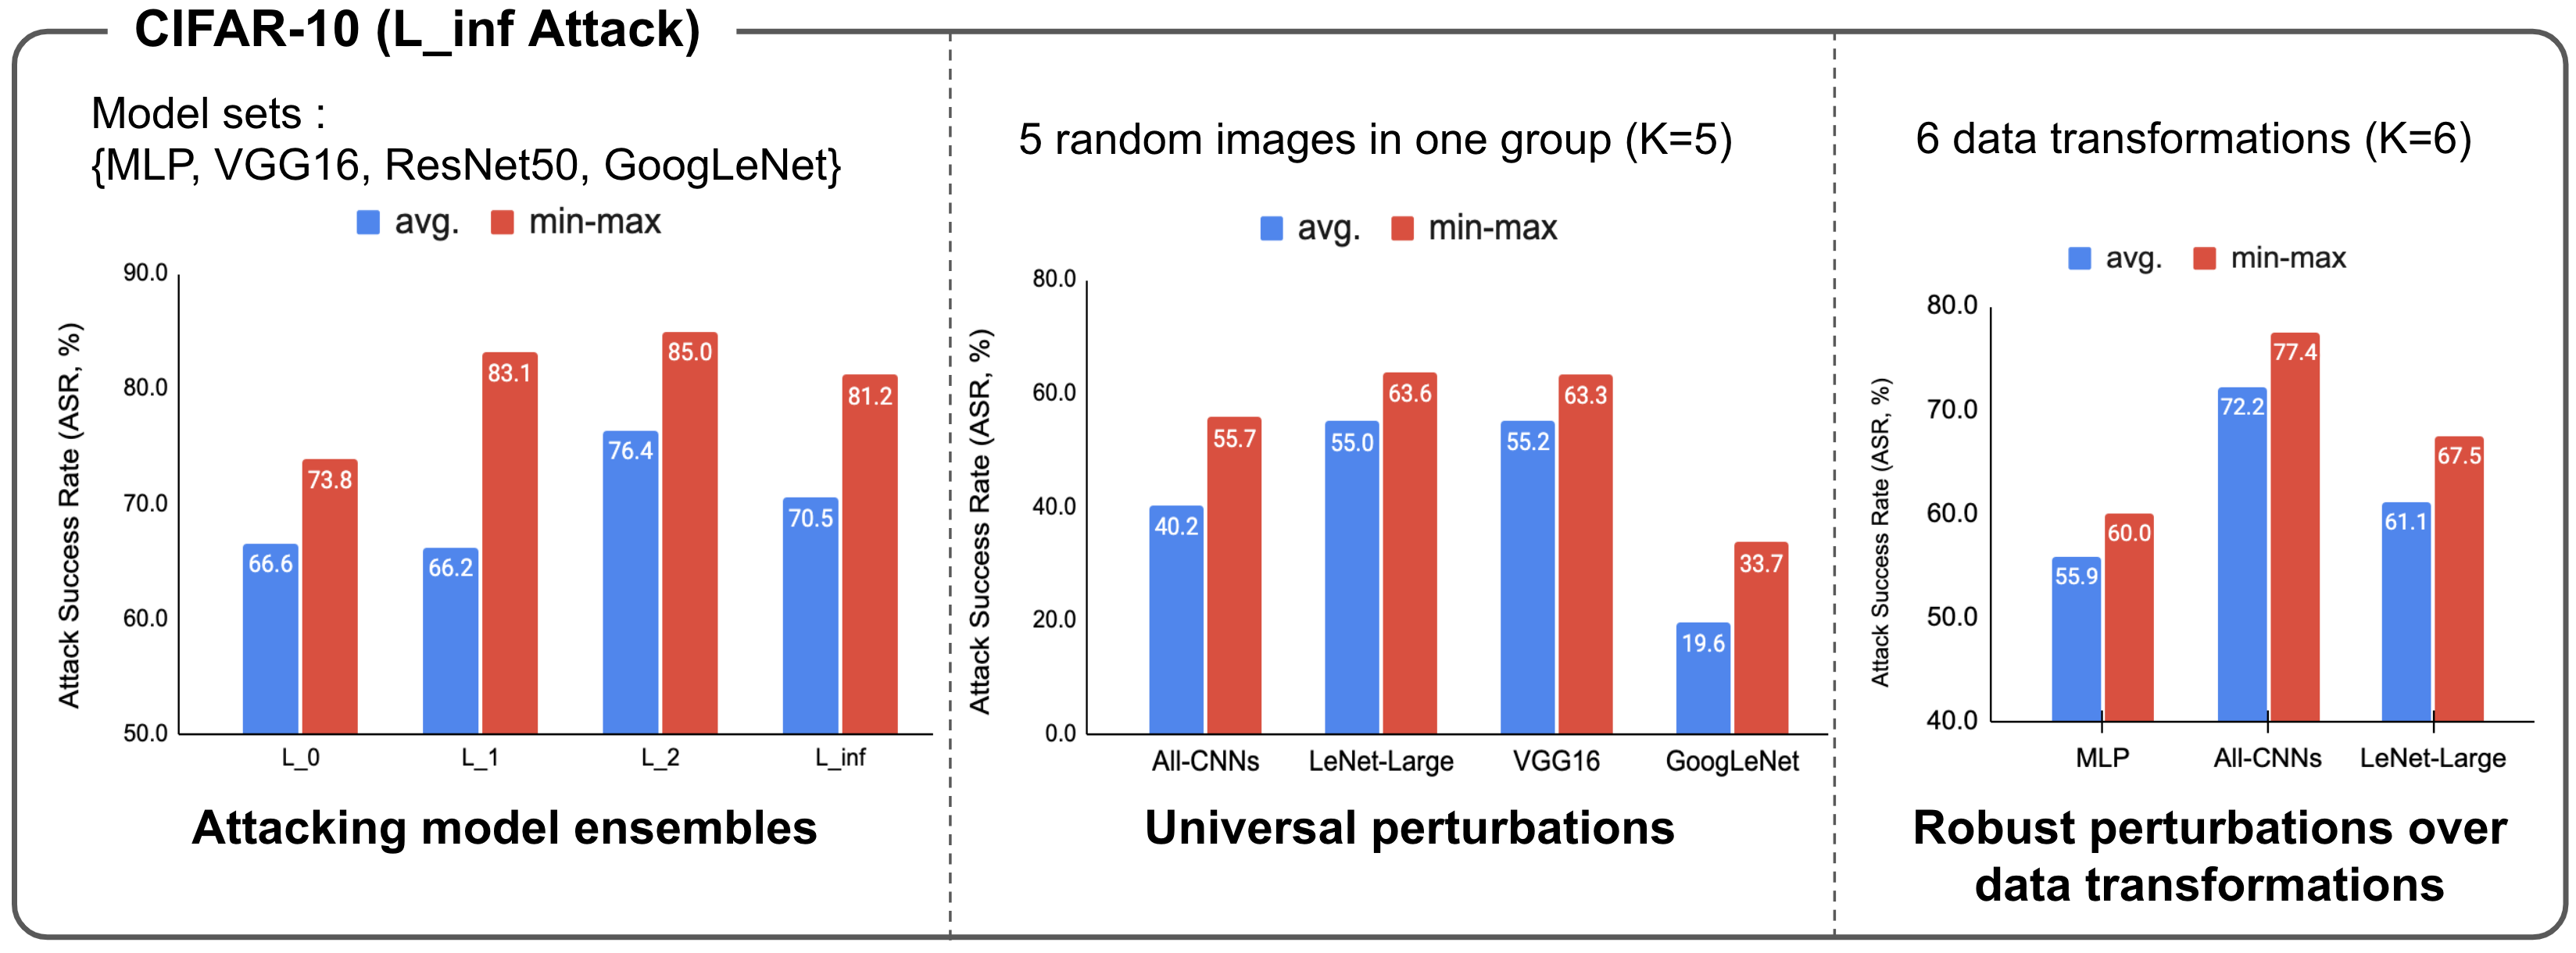 CIFAR-10 (L_inf Attack)
Model sets :
{MLP, VGG16, ResNet50, GoogLeNet}
avg. min-max
Attack Success Rate (ASR, %)
90.0
80.0
70.0
60.0
50.0
66.6 73.8 66.2 83.1 76.4 85.0 70.5 81.2
L_0 L_1 L_2 L_inf
Attacking model ensembles
5 random images in one group (K=5)
avg. min-max
Attack Success Rate (ASR, %)
80.0
60.0
40.0
20.0
0.0
40.2 55.7 55.0 63.6 55.2 63.3 19.6 33.7
All-CNNs LeNet-Large VGG16 GoogLeNet
Universal perturbations
6 data transformations (K=6)
avg. min-max
Attack Success Rate (ASR, %)
80.0
70.0
60.0
50.0
40.0
55.9 60.0 72.2 77.4 61.1 67.5
MLP All-CNNs LeNet-Large
Robust perturbations over
data transformations